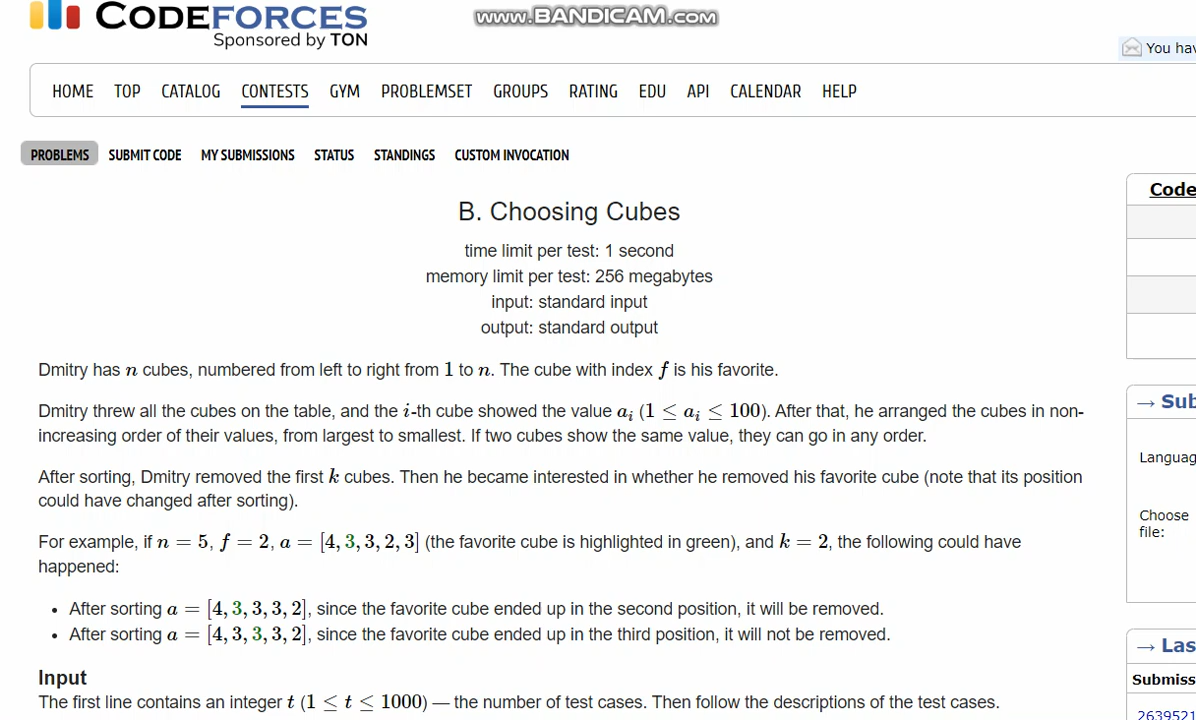 CODEFORCES
Sponsored by TON
www.BANDICAM.com
You hav
HOME TOP CATALOG CONTESTS GYM PROBLEMSET GROUPS RATING EDU API CALENDAR HELP
PROBLEMS SUBMIT CODE MY SUBMISSIONS STATUS STANDINGS CUSTOM INVOCATION
B. Choosing Cubes
time limit per test: 1 second
memory limit per test: 256 megabytes
input: standard input
output: standard output
Dmitry has n cubes, numbered from left to right from 1 to n. The cube with index f is his favorite.
Dmitry threw all the cubes on the table, and the i-th cube showed the value aᵢ (1 ≤ aᵢ ≤ 100). After that, he arranged the cubes in non-
increasing order of their values, from largest to smallest. If two cubes show the same value, they can go in any order.
After sorting, Dmitry removed the first k cubes. Then he became interested in whether he removed his favorite cube (note that its position
could have changed after sorting).
For example, if n = 5, f = 2, a = [4, 3, 3, 2, 3] (the favorite cube is highlighted in green), and k = 2, the following could have
happened:
• After sorting a = [4, 3, 3, 3, 2], since the favorite cube ended up in the second position, it will be removed.
• After sorting a = [4, 3, 3, 3, 2], since the favorite cube ended up in the third position, it will not be removed.
Input
The first line contains an integer t (1 ≤ t ≤ 1000) — the number of test cases. Then follow the descriptions of the test cases.
Code
→ Sub
Languag
Choose
file:
→ Las
Submiss
2639521